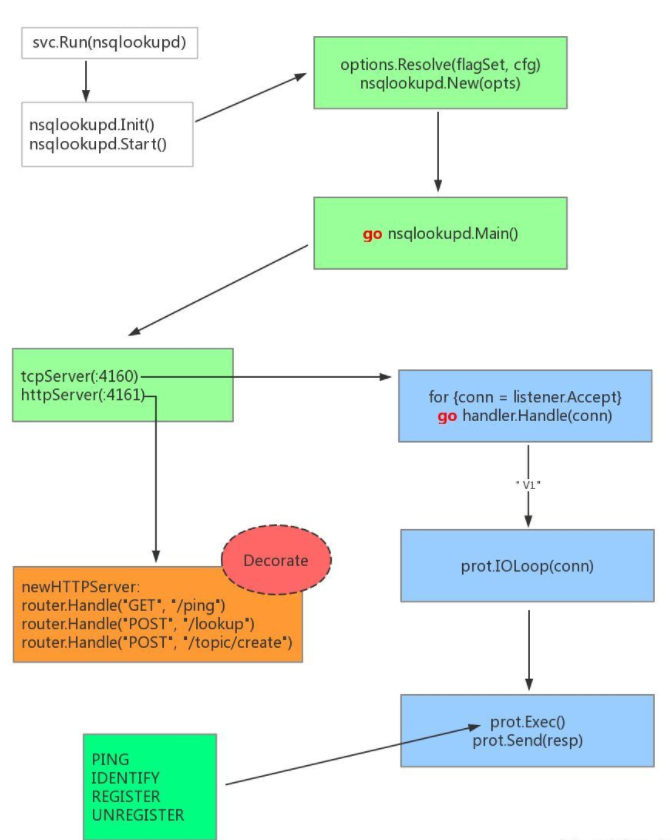 svc.Run(nsqlookupd)
nsqlookupd.Init()
nsqlookupd.Start()
options.Resolve(flagSet, cfg)
nsqlookupd.New(opts)
go nsqlookupd.Main()
tcpServer(:4160)
httpServer(:4161)
for {conn = listener.Accept}
go handler.Handle(conn)
" V1"
prot.IOLoop(conn)
Decorate
newHTTPServer:
router.Handle("GET", "/ping")
router.Handle("POST", "/lookup")
router.Handle("POST", "/topic/create")
prot.Exec()
prot.Send(resp)
PING
IDENTIFY
REGISTER
UNREGISTER